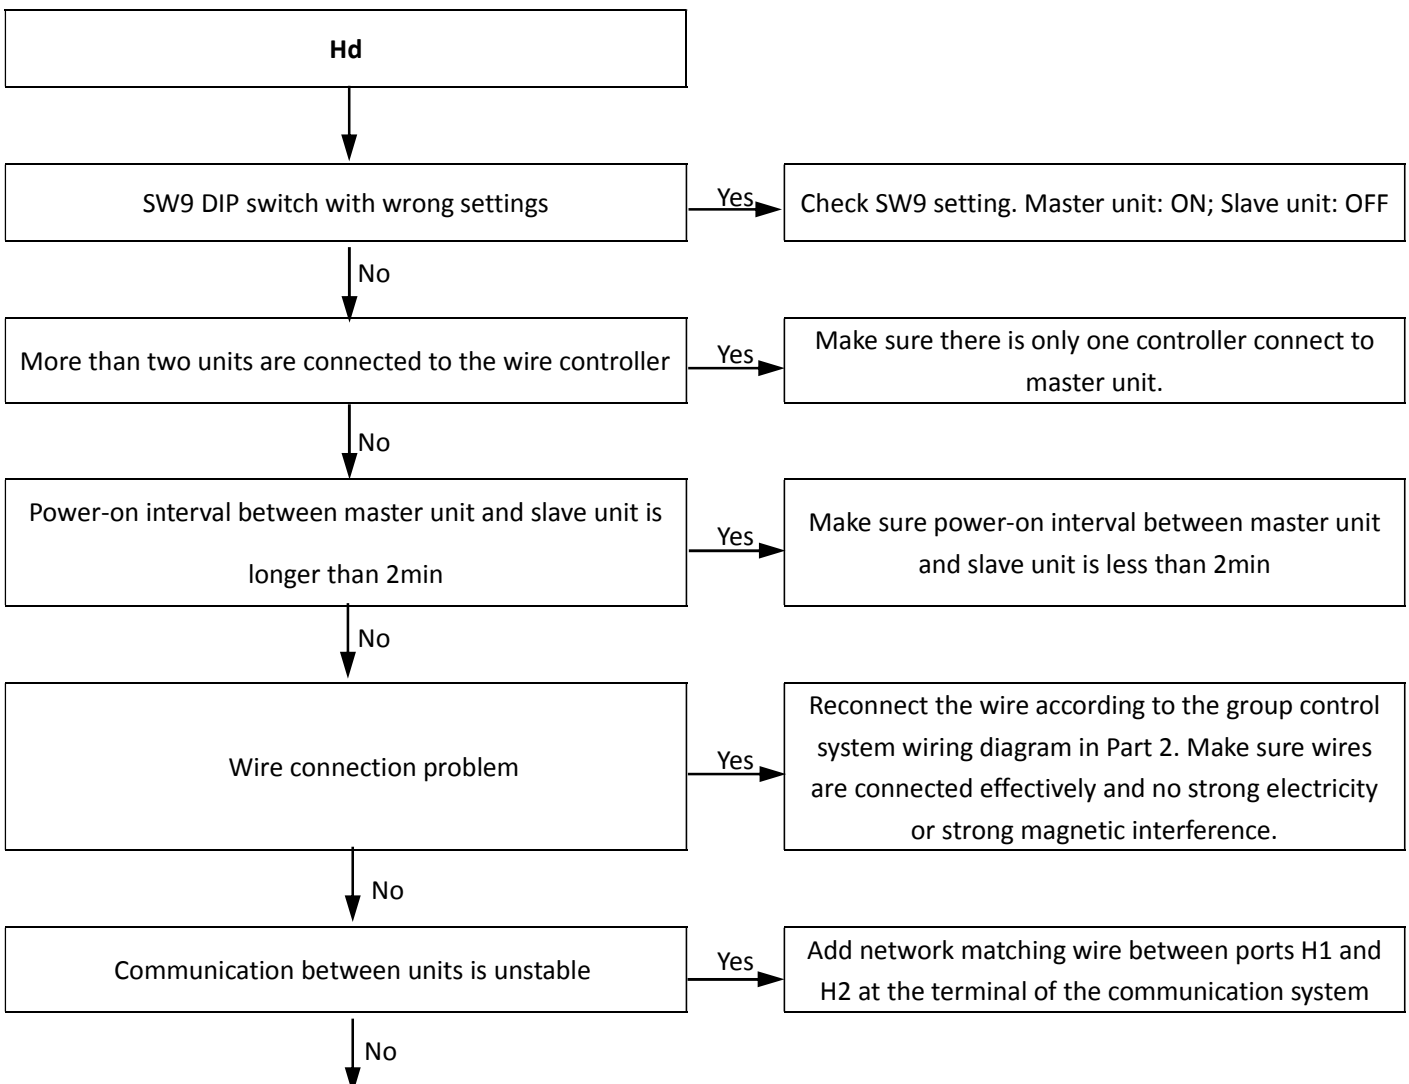 Hd
SW9 DIP switch with wrong settings
Yes
Check SW9 setting. Master unit: ON; Slave unit: OFF
No
More than two units are connected to the wire controller
Yes
Make sure there is only one controller connect to
master unit.
No
Power-on interval between master unit and slave unit is
longer than 2min
Yes
Make sure power-on interval between master unit
and slave unit is less than 2min
No
Wire connection problem
Yes
Reconnect the wire according to the group control
system wiring diagram in Part 2. Make sure wires
are connected effectively and no strong electricity
or strong magnetic interference.
No
Communication between units is unstable
Yes
Add network matching wire between ports H1 and
H2 at the terminal of the communication system
No